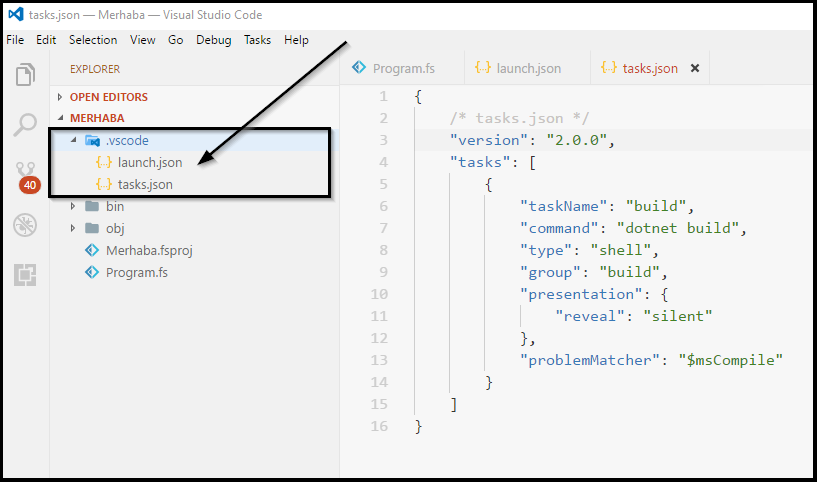 tasks.json — Merhaba — Visual Studio Code
File Edit Selection View Go Debug Tasks Help
EXPLORER
OPEN EDITORS
MERHABA
.vscode
{..} launch.json
{..} tasks.json
bin
obj
Merhaba.fsproj
Program.fs
40
Program.fs {..} launch.json {..} tasks.json ×
1 {
2 /* tasks.json */
3 "version": "2.0.0",
4 "tasks": [
5 {
6 "taskName": "build",
7 "command": "dotnet build",
8 "type": "shell",
9 "group": "build",
10 "presentation": {
11 "reveal": "silent"
12 },
13 "problemMatcher": "$msCompile"
14 }
15 ]
16 }